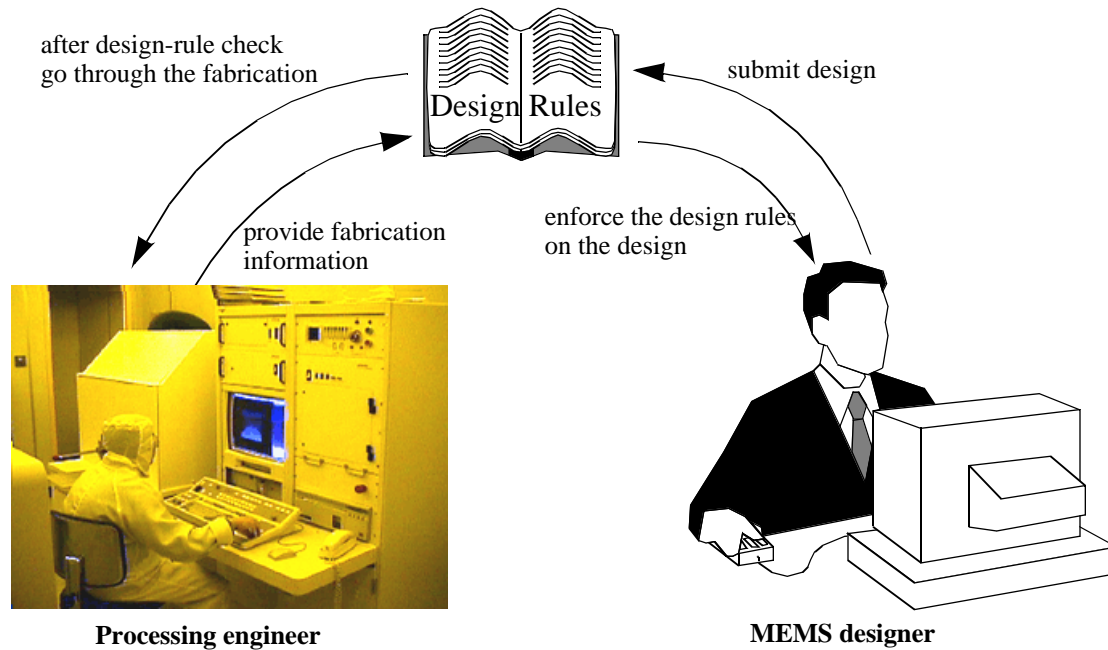 after design-rule check
go through the fabrication
submit design
Design Rules
enforce the design rules
on the design
provide fabrication
information
Processing engineer
MEMS designer